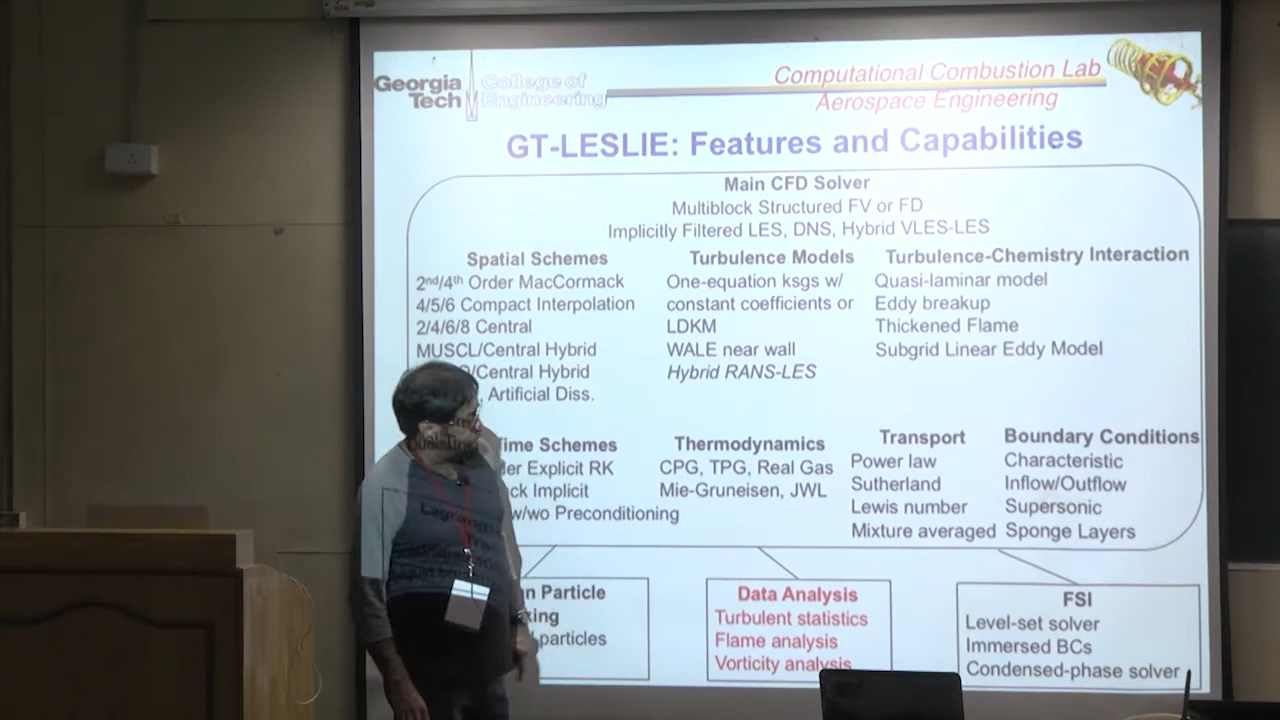 Georgia Tech
College of Engineering
Computational Combustion Lab
Aerospace Engineering
GT-LESLIE: Features and Capabilities
Main CFD Solver
Multiblock Structured FV or FD
Implicitly Filtered LES, DNS, Hybrid VLES-LES
Spatial Schemes
2nd/4th Order MacCormack
4/5/6 Compact Interpolation
2/4/6/8 Central
MUSCL/Central Hybrid
/Central Hybrid
Artificial Diss.
Turbulence Models
One-equation ksgs w/
constant coefficients or
LDKM
WALE near wall
Hybrid RANS-LES
Turbulence-Chemistry Interaction
Quasi-laminar model
Eddy breakup
Thickened Flame
Subgrid Linear Eddy Model
Time Schemes
Explicit RK
Implicit
w/wo Preconditioning
Thermodynamics
CPG, TPG, Real Gas
Mie-Gruneisen, JWL
Transport
Power law
Sutherland
Lewis number
Mixture averaged
Boundary Conditions
Characteristic
Inflow/Outflow
Supersonic
Sponge Layers
Particle
particles
Data Analysis
Turbulent statistics
Flame analysis
Vorticity analysis
FSI
Level-set solver
Immersed BCs
Condensed-phase solver